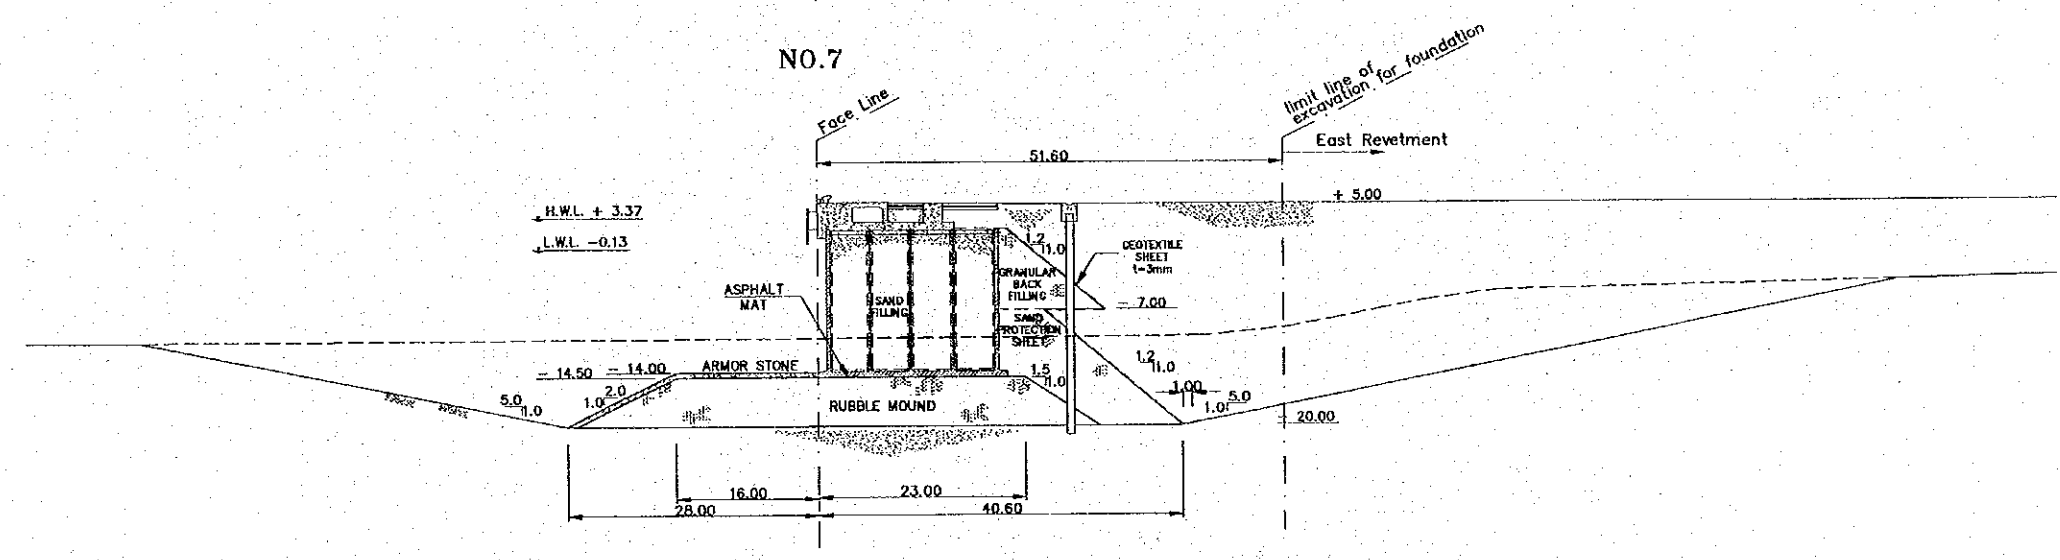 NO.7
Face Line
limit line of
excavation for foundation
East Revetment
51.60
+ 5.00
H.W.L. + 3.37
L.W.L. -0.13
1.2
1.0
GEOTEXTILE
SHEET
t=3mm
GRANULAR
BACK
FILLING
- 7.00
ASPHALT
MAT
SAND
FILLING
SAND
PROTECTION
SHEET
- 14.50
- 14.00
ARMOR STONE
1.5
1.0
1.2
1.0
5.0
1.0
1.0
2.0
RUBBLE MOUND
1.00
1.0
5.0
- 20.00
16.00
23.00
28.00
40.60